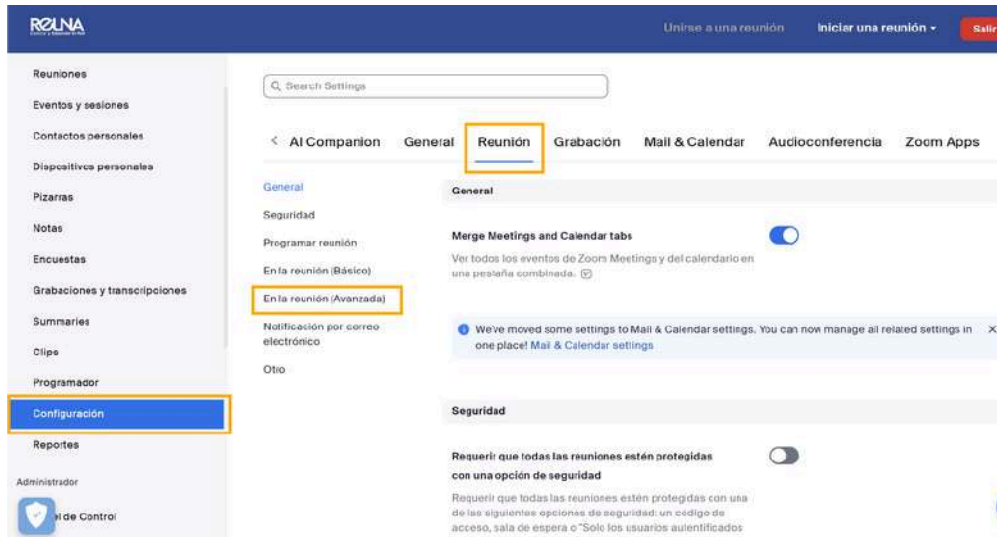 RELNA
Unirse a una reunión
Iniciar una reunión
Salir
Reuniones
Eventos y sesiones
Contactos personales
Dispositivos personales
Pizarras
Notas
Encuestas
Grabaciones y transcripciones
Summaries
Clips
Programador
Configuración
Reportes
Administrador
el de Control
Search Settings
AI Companion
General
Reunión
Grabación
Mail & Calendar
Audioconferencia
Zoom Apps
General
Seguridad
Programar reunión
En la reunión (Básico)
En la reunión (Avanzada)
Notificación por correo
electrónico
Otro
General
Merge Meetings and Calendar tabs
Ver todos los eventos de Zoom Meetings y del calendario en
una pestaña combinada.
We've moved some settings to Mail & Calendar settings. You can now manage all related settings in
one place! Mail & Calendar settings
Seguridad
Requerir que todas las reuniones estén protegidas
con una opción de seguridad
Requerir que todas las reuniones estén protegidas con una
de las siguientes opciones de seguridad: un código de
acceso, sala de espera o "Solo los usuarios autentificados